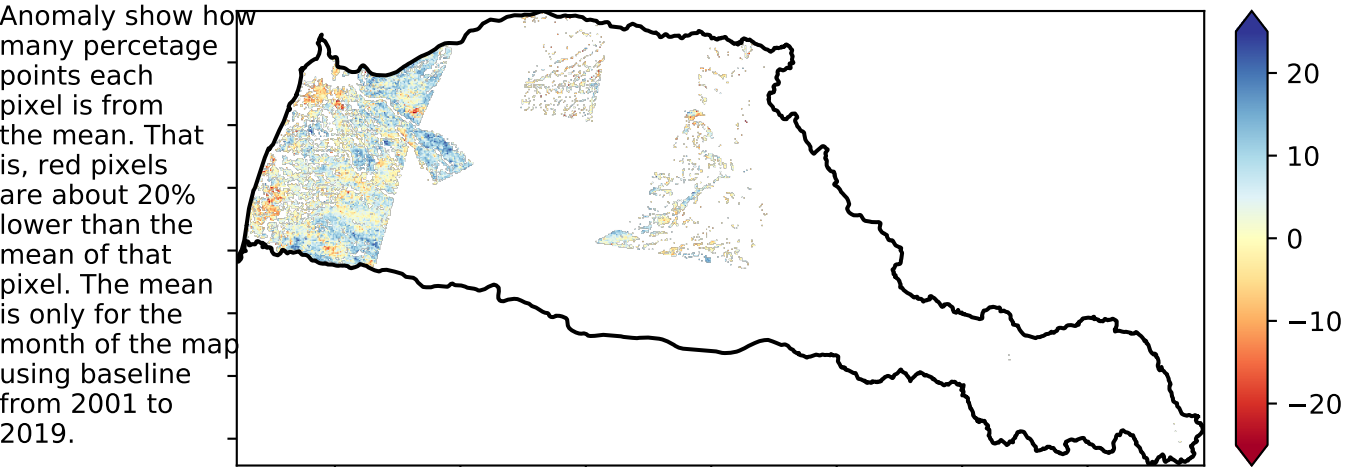 Anomaly show how
many percetage
points each
pixel is from
the mean. That
is, red pixels
are about 20%
lower than the
mean of that
pixel. The mean
is only for the
month of the map
using baseline
from 2001 to
2019.
20
10
0
−10
−20